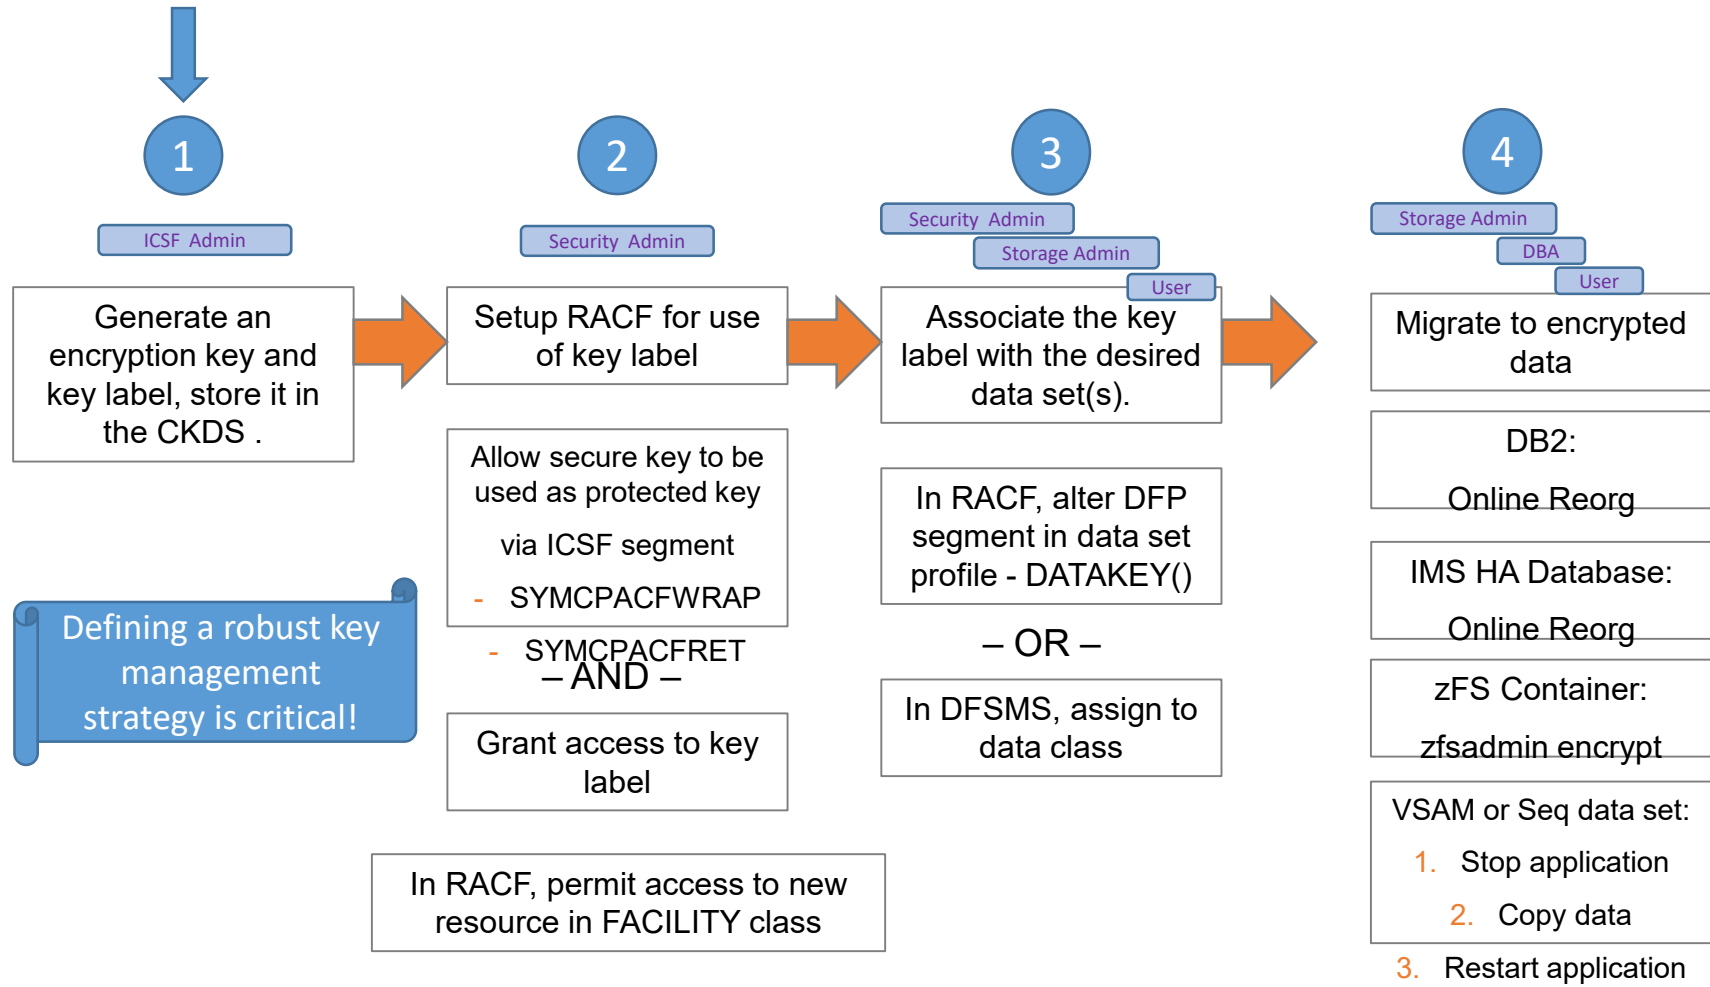 1
ICSF Admin
Generate an
encryption key and
key label, store it in
the CKDS .
Defining a robust key
management
strategy is critical!
2
Security Admin
Setup RACF for use
of key label
Allow secure key to be
used as protected key
via ICSF segment
- SYMCPACFWRAP
- SYMCPACFRET
– AND –
Grant access to key
label
In RACF, permit access to new
resource in FACILITY class
3
Security Admin
Storage Admin
User
Associate the key
label with the desired
data set(s).
In RACF, alter DFP
segment in data set
profile - DATAKEY()
– OR –
In DFSMS, assign to
data class
4
Storage Admin
DBA
User
Migrate to encrypted
data
DB2:
Online Reorg
IMS HA Database:
Online Reorg
zFS Container:
zfsadmin encrypt
VSAM or Seq data set:
1. Stop application
2. Copy data
3. Restart application